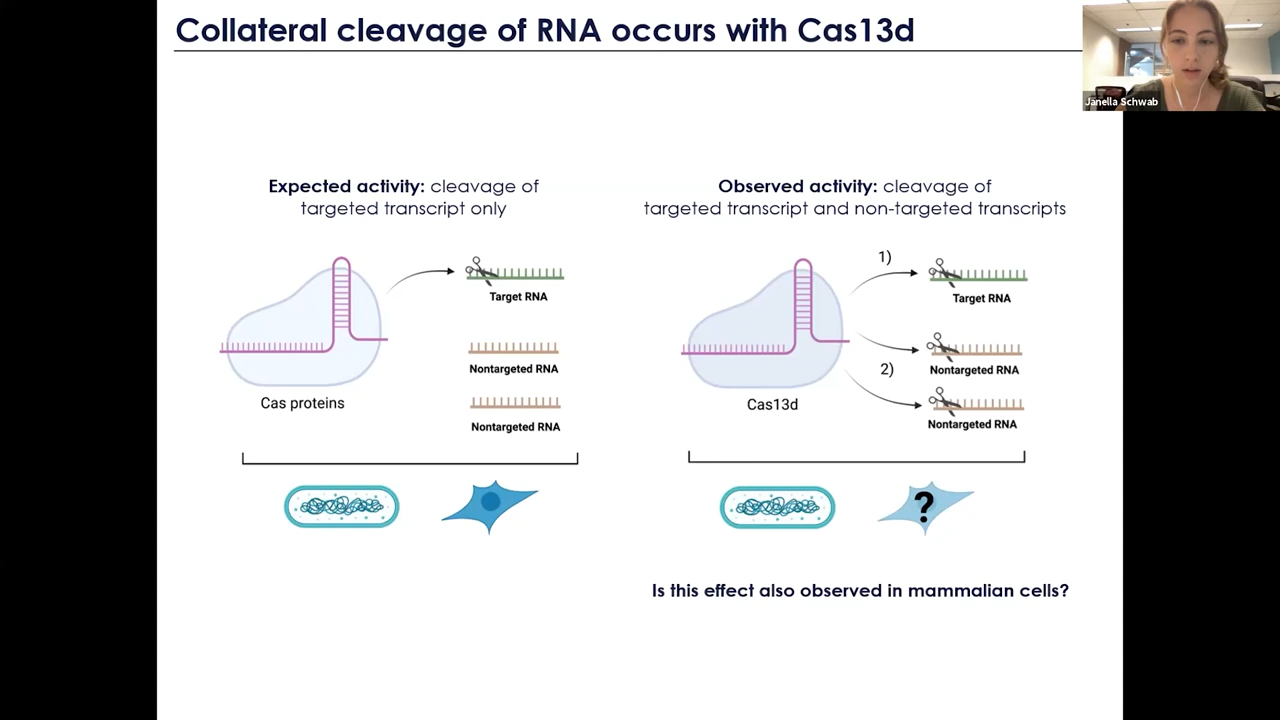 Collateral cleavage of RNA occurs with Cas13d
Janella Schwab
Expected activity: cleavage of
targeted transcript only
Target RNA
Nontargeted RNA
Nontargeted RNA
Cas proteins
Observed activity: cleavage of
targeted transcript and non-targeted transcripts
1)
Target RNA
Nontargeted RNA
2)
Nontargeted RNA
Cas13d
?
Is this effect also observed in mammalian cells?